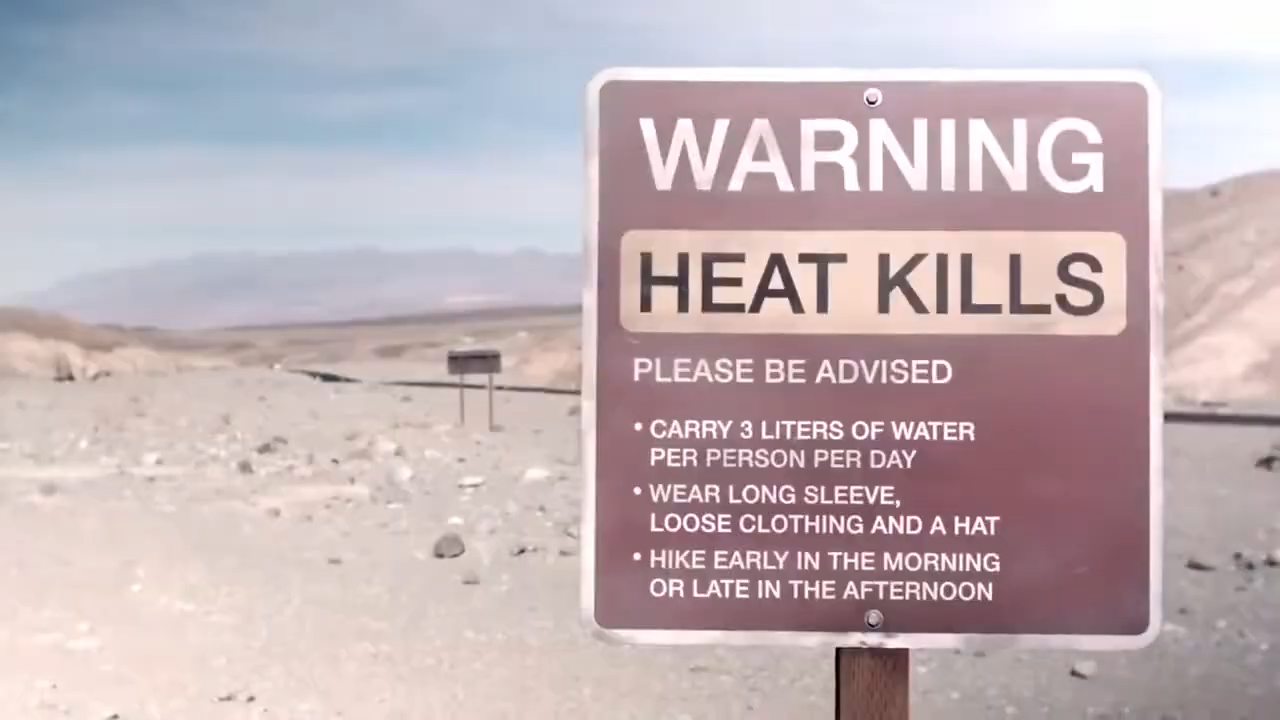 WARNING
HEAT KILLS
PLEASE BE ADVISED
• CARRY 3 LITERS OF WATER
PER PERSON PER DAY
• WEAR LONG SLEEVE,
LOOSE CLOTHING AND A HAT
• HIKE EARLY IN THE MORNING
OR LATE IN THE AFTERNOON